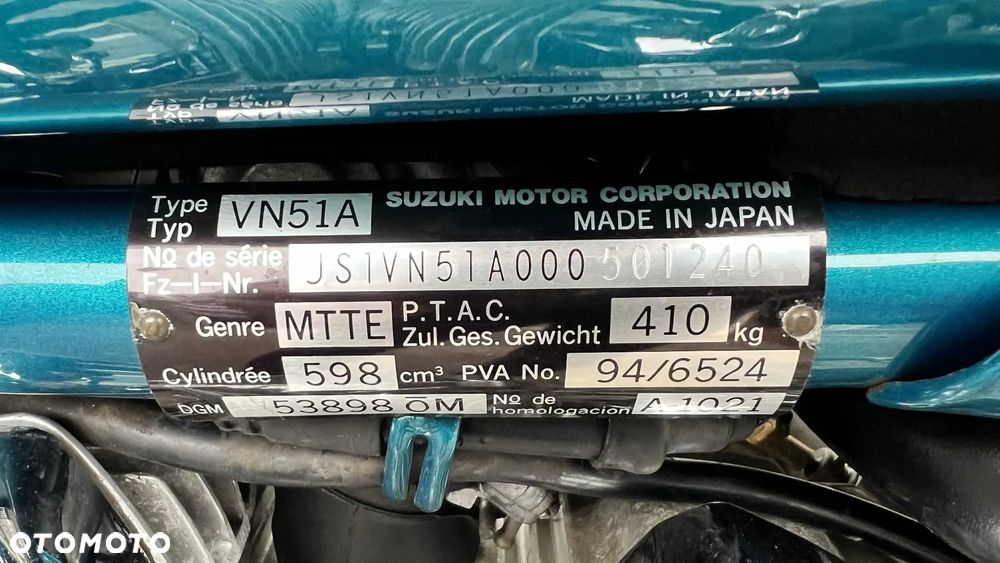 Type
Typ
VN51A
SUZUKI MOTOR CORPORATION
MADE IN JAPAN
No de série
Fz-I-Nr.
JS1VN51A000501240
Genre MTTE
P.T.A.C.
Zul. Ges. Gewicht
410 kg
Cylindrée 598 cm³ PVA No. 94/6524
DGM 53898 OM
No de
homologación
A-1021
OTOMOTO